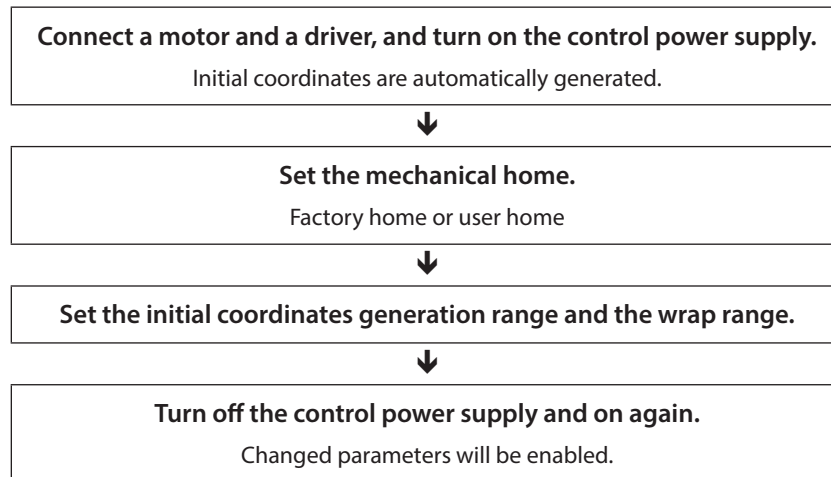 Connect a motor and a driver, and turn on the control power supply.
Initial coordinates are automatically generated.
Set the mechanical home.
Factory home or user home
Set the initial coordinates generation range and the wrap range.
Turn off the control power supply and on again.
Changed parameters will be enabled.